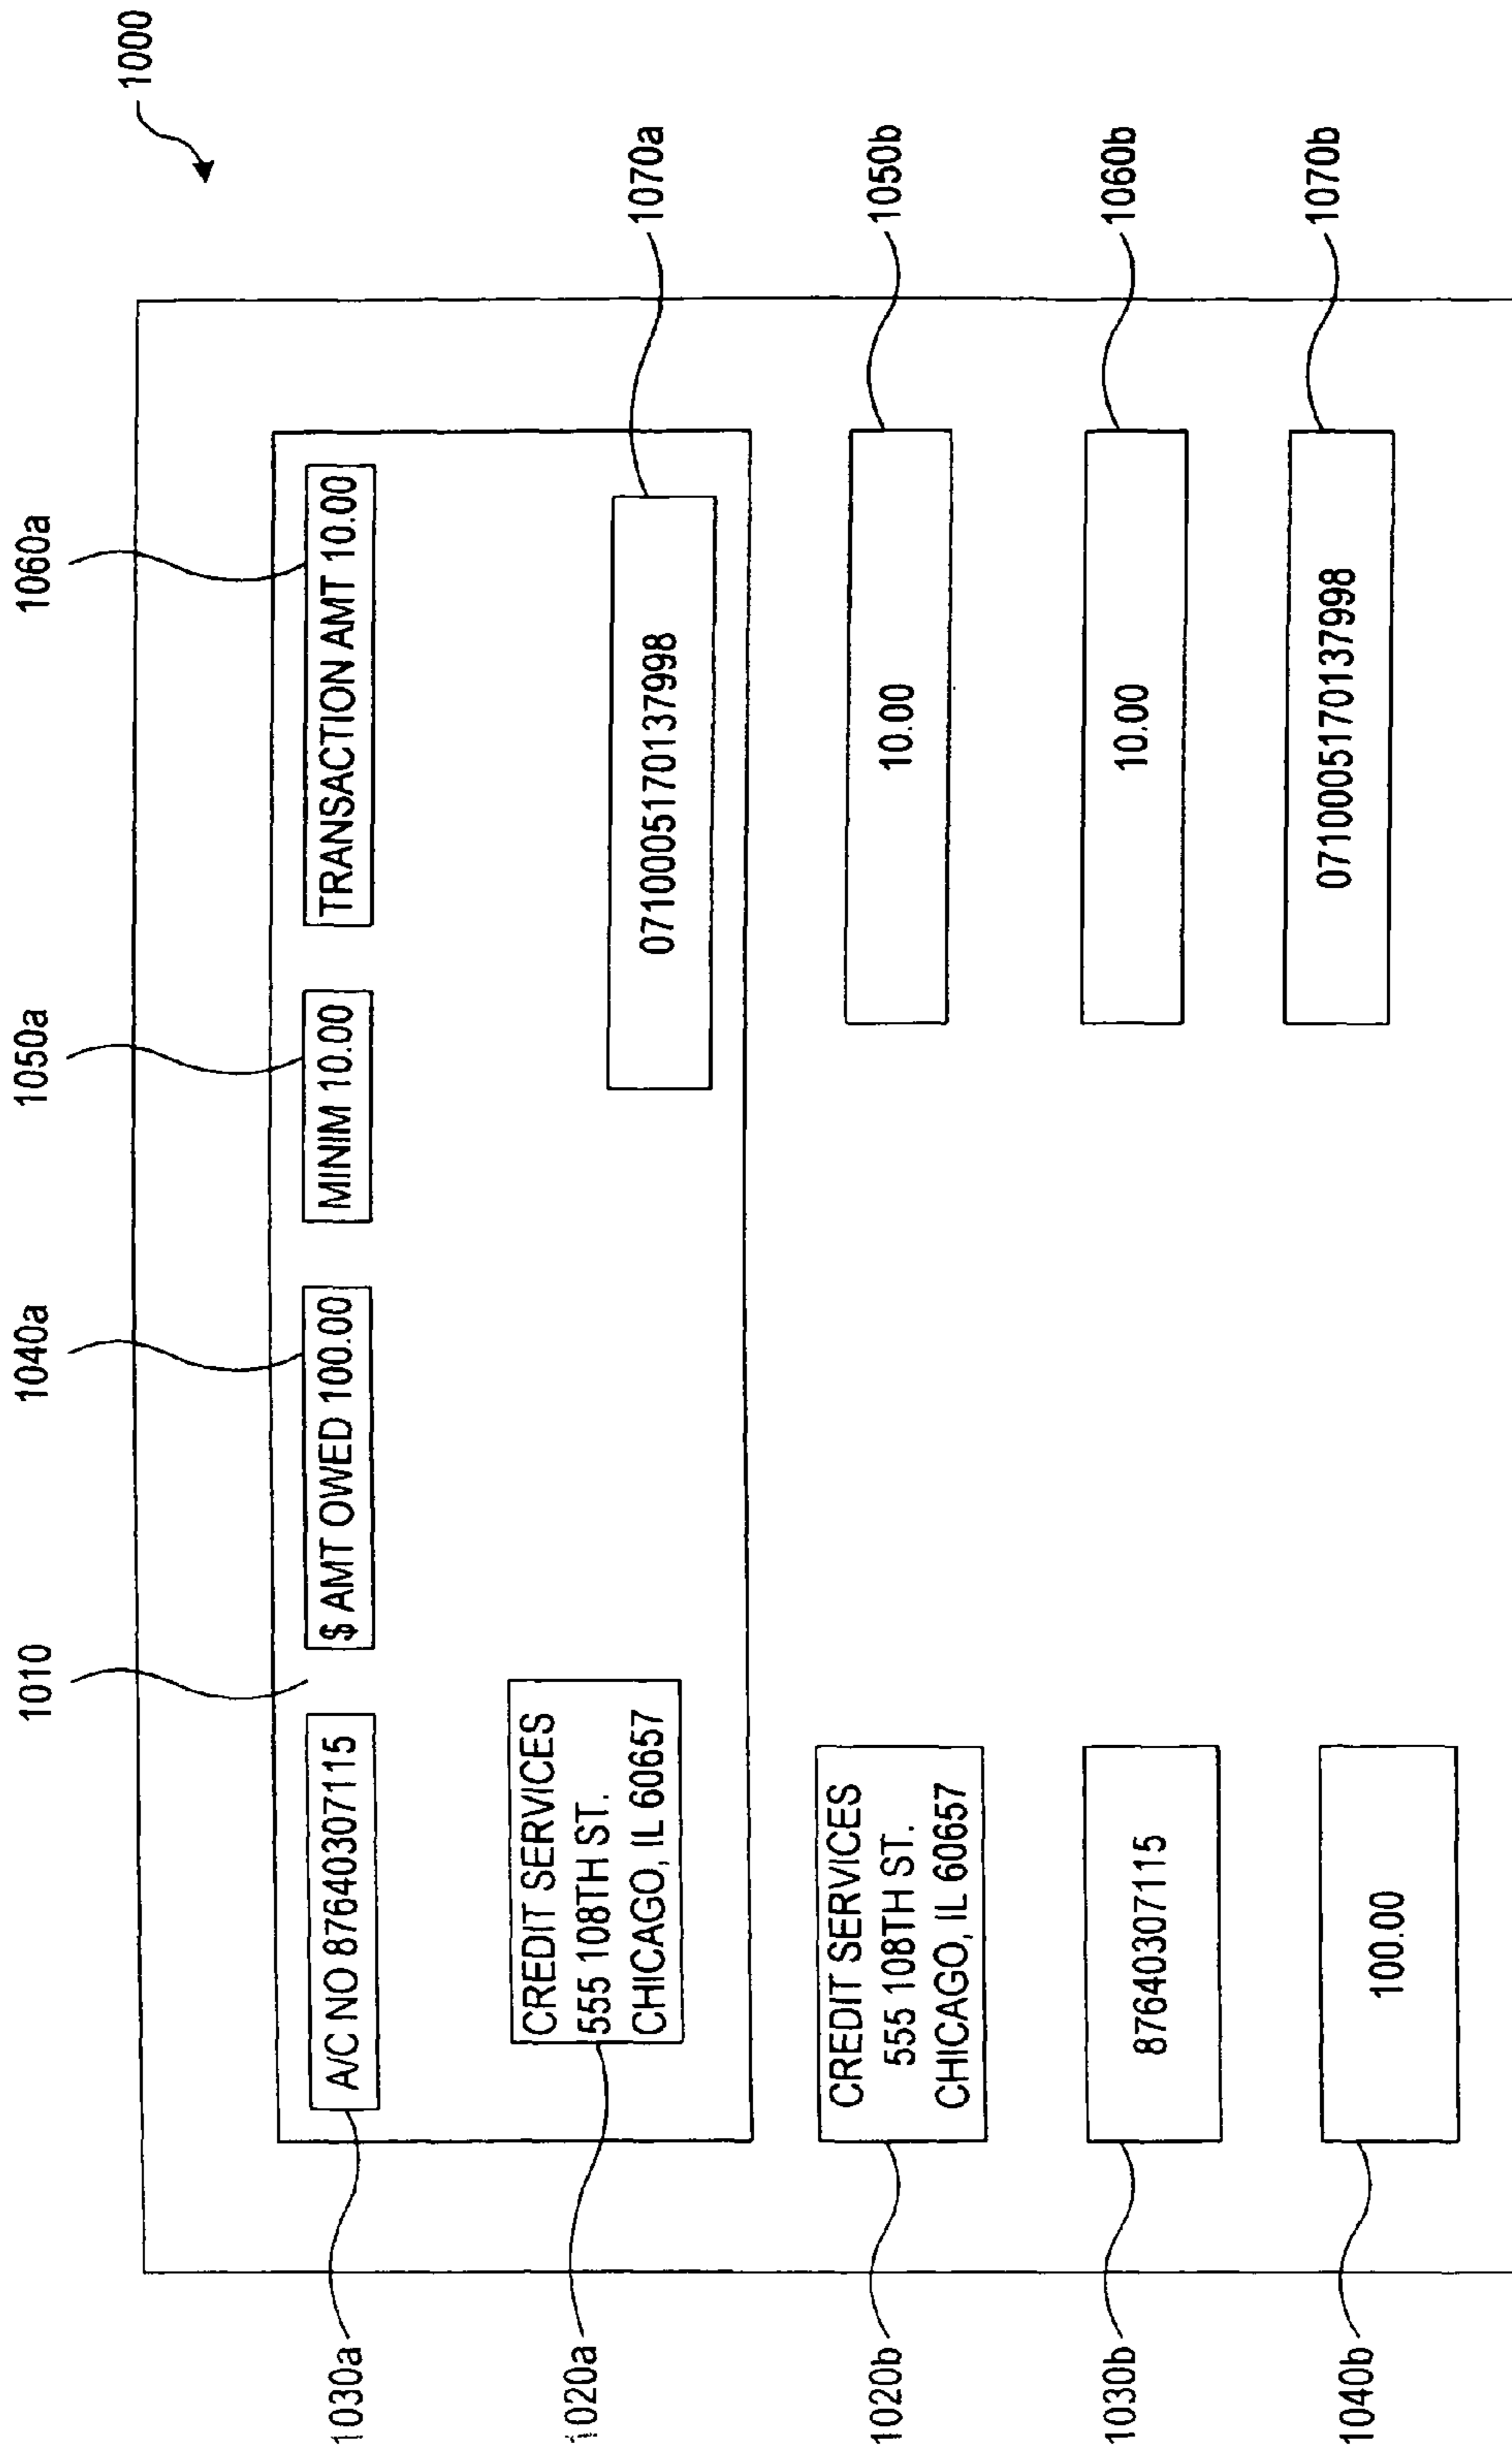 1000
1010
1040a
1050a
1060a
1030a
A/C NO 87640307115
$ AMT OWED 100.00
MINIM 10.00
TRANSACTION AMT 10.00
1020a
CREDIT SERVICES
555 108TH ST.
CHICAGO, IL 60657
0710005170137998
1070a
1020b
CREDIT SERVICES
555 108TH ST.
CHICAGO, IL 60657
10.00
1050b
1030b
87640307115
10.00
1060b
1040b
100.00
0710005170137998
1070b